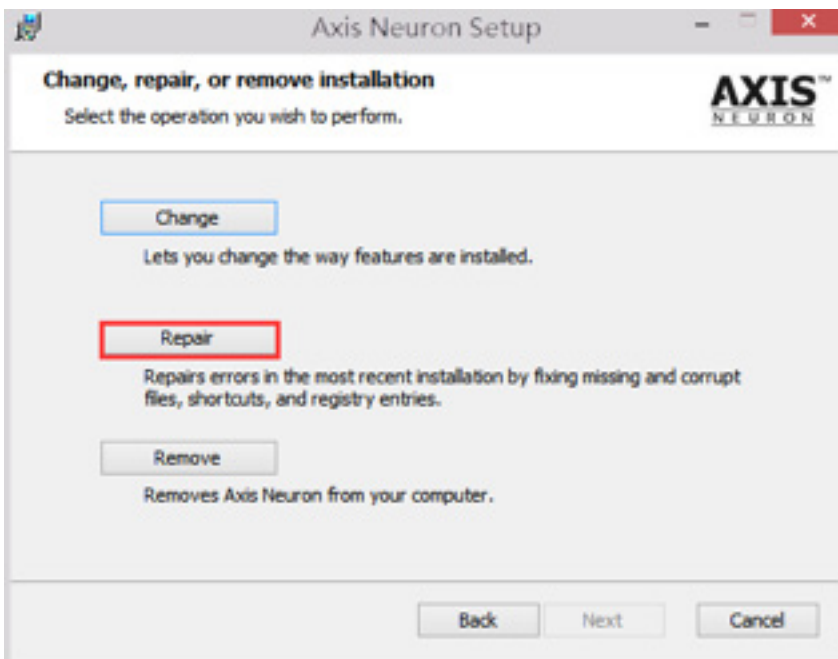 Axis Neuron Setup
Change, repair, or remove installation
Select the operation you wish to perform.
AXIS™
NEURON
Change
Lets you change the way features are installed.
Repair
Repairs errors in the most recent installation by fixing missing and corrupt
files, shortcuts, and registry entries.
Remove
Removes Axis Neuron from your computer.
Back
Next
Cancel